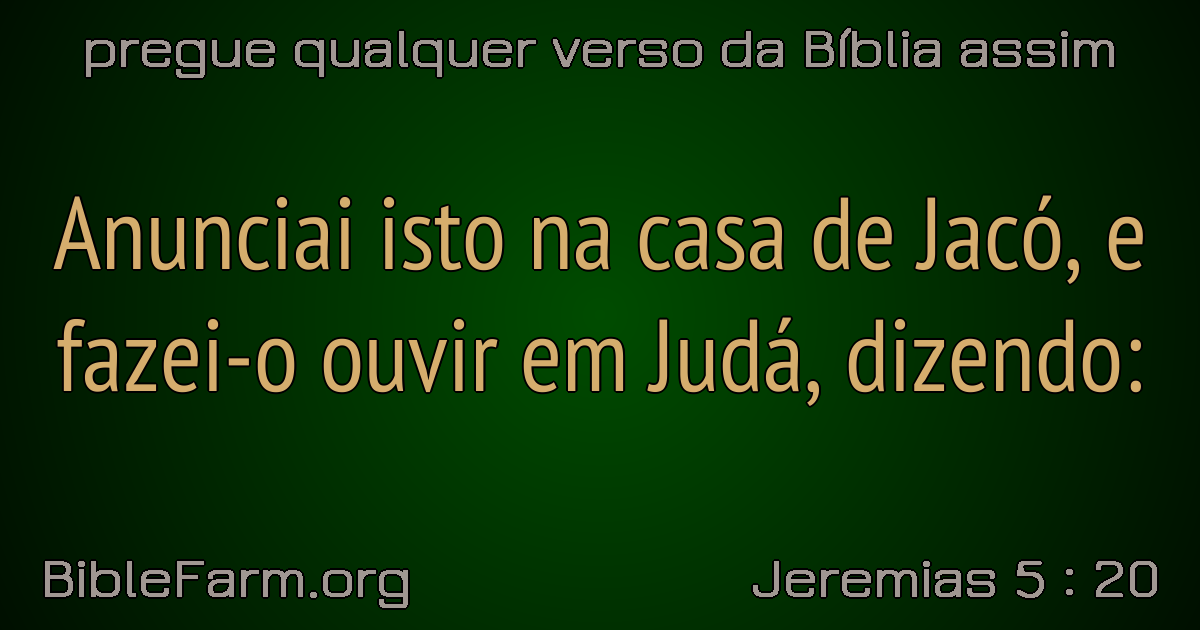 pregue qualquer verso da Bíblia assim
Anunciai isto na casa de Jacó, e
fazei-o ouvir em Judá, dizendo:
BibleFarm.org
Jeremias 5 : 20